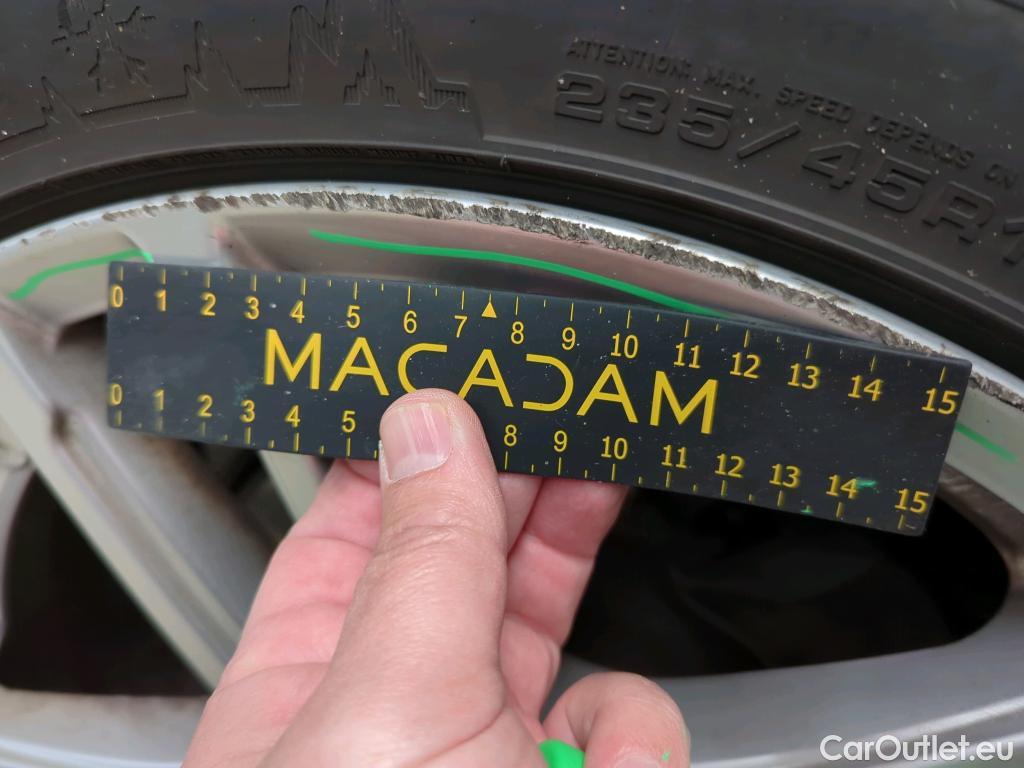 ATTENTION: MAX. SPEED DEPENDS ON
235/45R1
0 1 2 3 4 5 6 7 8 9 10 11 12 13 14 15
MACADAM
0 1 2 3 4 5 8 9 10 11 12 13 14 15
CarOutlet.eu